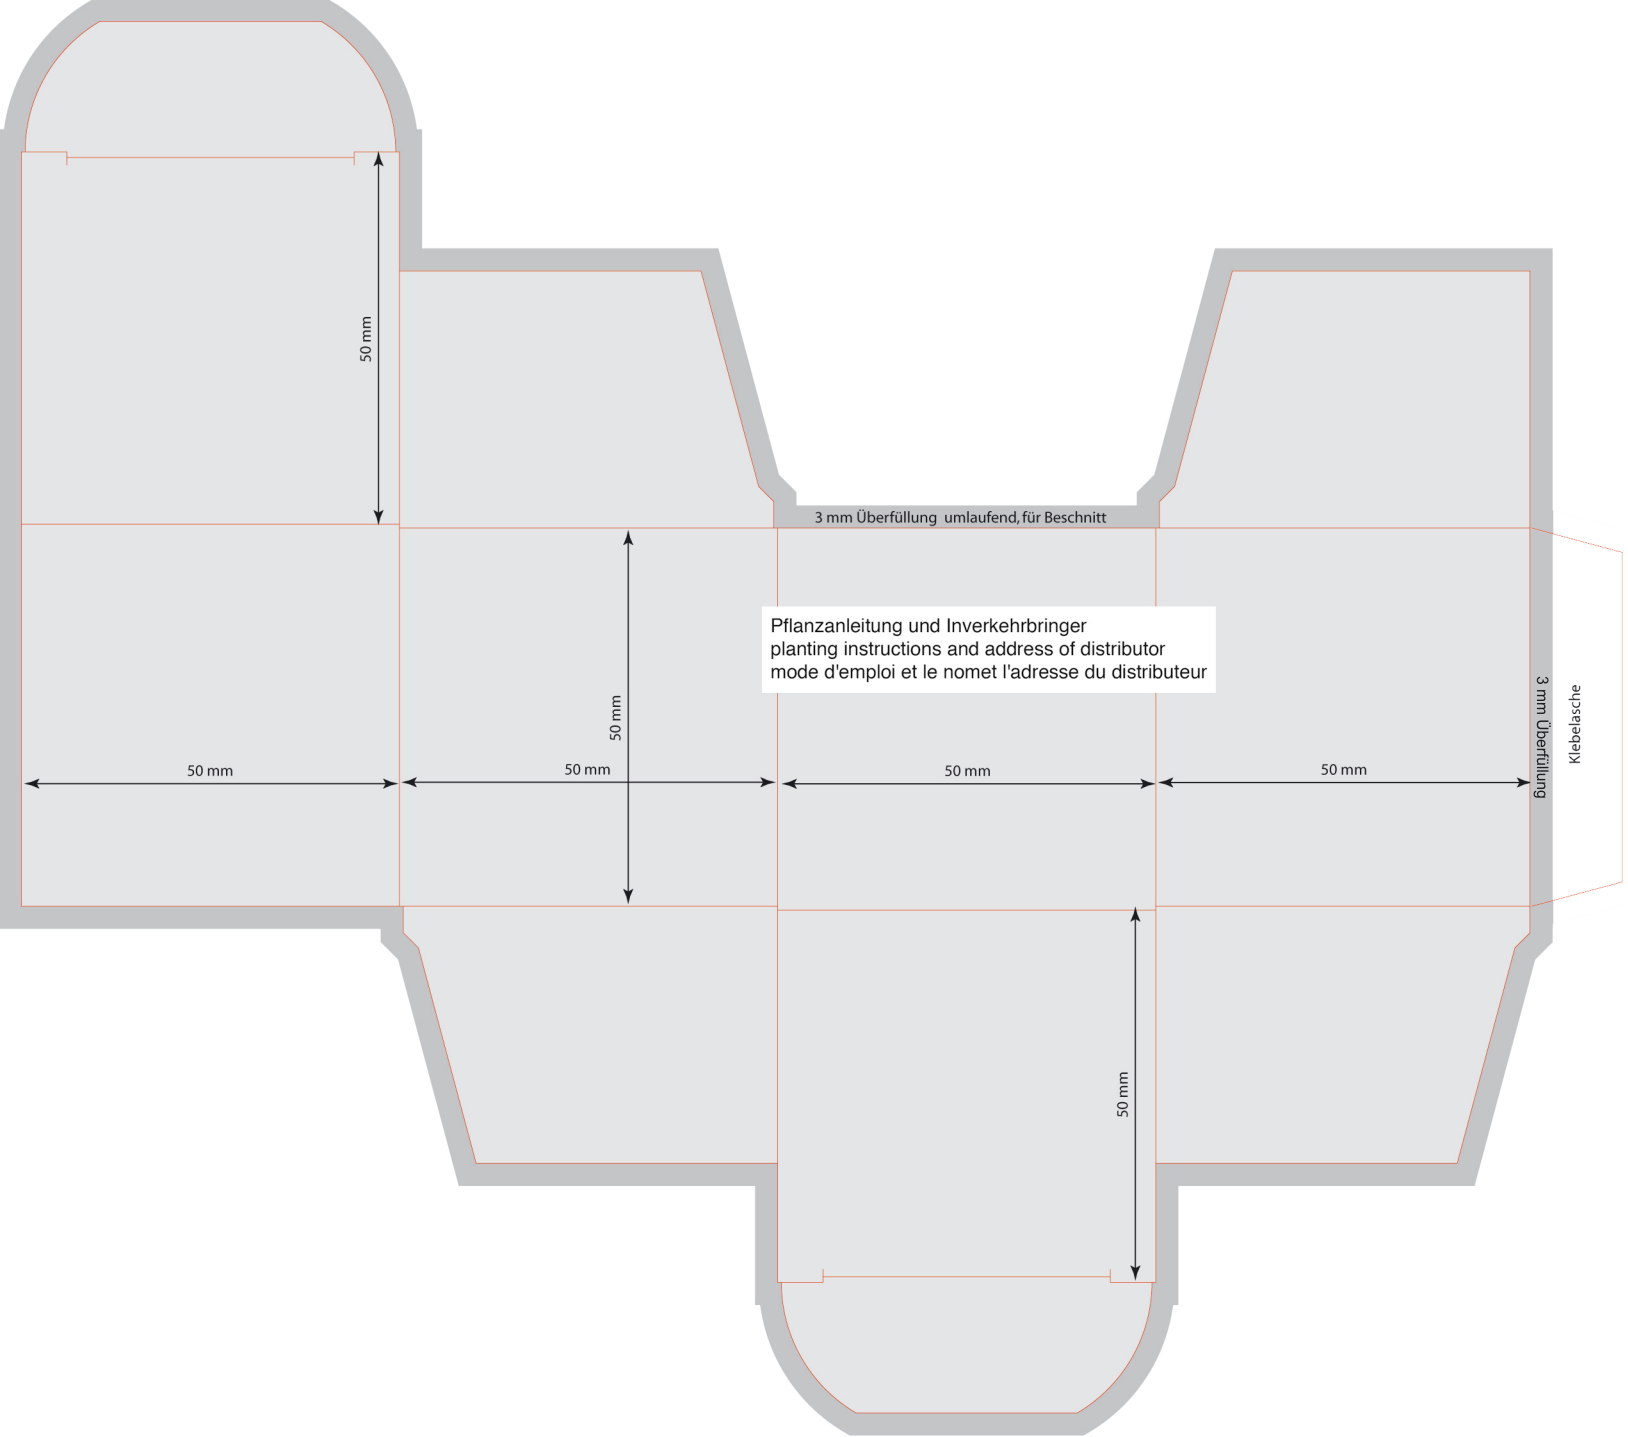 50 mm
3 mm Überfüllung umlaufend, für Beschnitt
Pflanzanleitung und Inverkehrbringer
planting instructions and address of distributor
mode d'emploi et le nomet l'adresse du distributeur
50 mm
50 mm
50 mm
50 mm
50 mm
3 mm Überfüllung
Klebelasche
50 mm